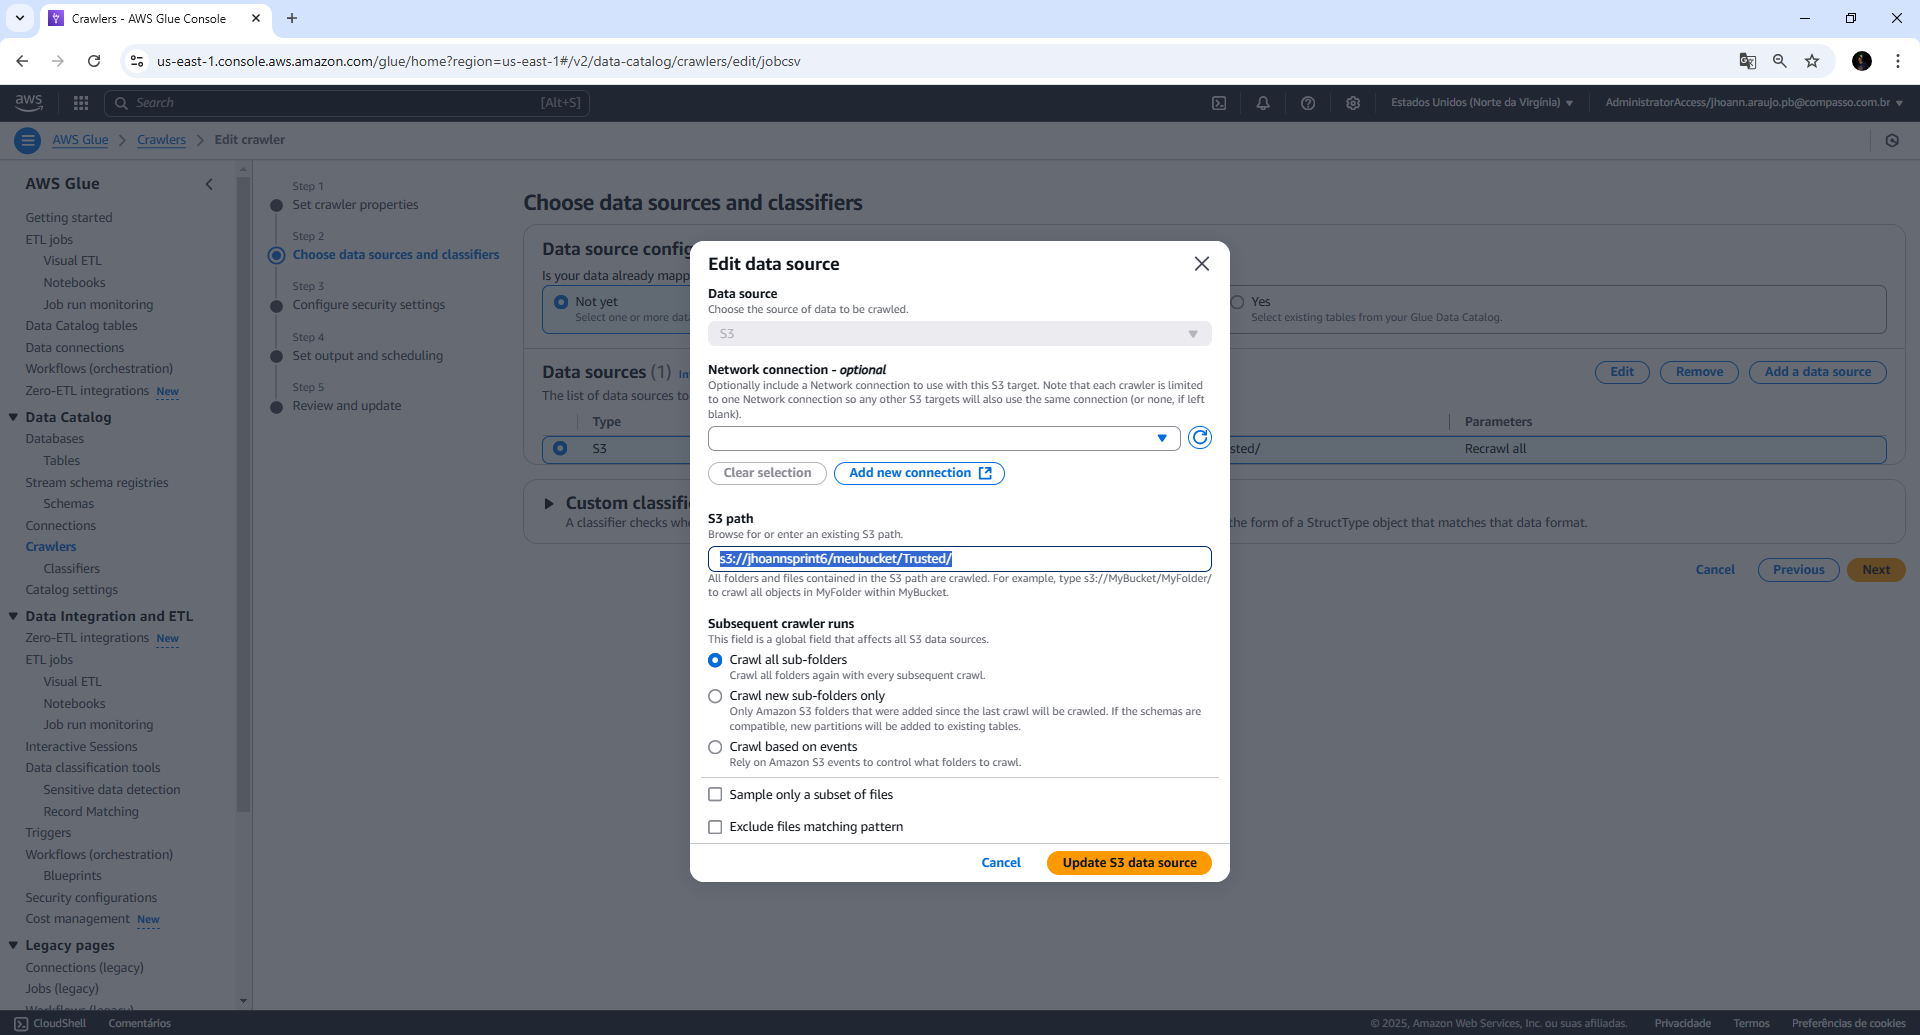 Crawlers - AWS Glue Console
us-east-1.console.aws.amazon.com/glue/home?region=us-east-1#/v2/data-catalog/crawlers/edit/jobcsv
aws
Search
[Alt+S]
Estados Unidos (Norte da Virgínia)
AdministratorAccess/jhoann.araujo.pb@compasso.com.br
AWS Glue
Crawlers
Edit crawler
AWS Glue
Getting started
ETL jobs
Visual ETL
Notebooks
Job run monitoring
Data Catalog tables
Data connections
Workflows (orchestration)
Zero-ETL integrations New
Data Catalog
Databases
Tables
Stream schema registries
Schemas
Connections
Crawlers
Classifiers
Catalog settings
Data Integration and ETL
Zero-ETL integrations New
ETL jobs
Visual ETL
Notebooks
Job run monitoring
Interactive Sessions
Data classification tools
Sensitive data detection
Record Matching
Triggers
Workflows (orchestration)
Blueprints
Security configurations
Cost management New
Legacy pages
Connections (legacy)
Jobs (legacy)
Workflows (legacy)
Step 1
Set crawler properties
Step 2
Choose data sources and classifiers
Step 3
Configure security settings
Step 4
Set output and scheduling
Step 5
Review and update
Choose data sources and classifiers
Data source config
Is your data already mapp
Not yet
Select one or more dat
Yes
Select existing tables from your Glue Data Catalog.
Data sources (1)
Edit
Remove
Add a data source
The list of data sources to
Type
Parameters
S3
sted/
Recrawl all
Custom classifi
A classifier checks whe
the form of a StructType object that matches that data format.
Cancel
Previous
Next
Edit data source
Data source
Choose the source of data to be crawled.
S3
Network connection - optional
Optionally include a Network connection to use with this S3 target. Note that each crawler is limited
to one Network connection so any other S3 targets will also use the same connection (or none, if left
blank).
Clear selection
Add new connection
S3 path
Browse for or enter an existing S3 path.
s3://jhoannsprint6/meubucket/Trusted/
All folders and files contained in the S3 path are crawled. For example, type s3://MyBucket/MyFolder/
to crawl all objects in MyFolder within MyBucket.
Subsequent crawler runs
This field is a global field that affects all S3 data sources.
Crawl all sub-folders
Crawl all folders again with every subsequent crawl.
Crawl new sub-folders only
Only Amazon S3 folders that were added since the last crawl will be crawled. If the schemas are
compatible, new partitions will be added to existing tables.
Crawl based on events
Rely on Amazon S3 events to control what folders to crawl.
Sample only a subset of files
Exclude files matching pattern
Cancel
Update S3 data source
CloudShell
Comentários
© 2025, Amazon Web Services, Inc. ou suas afiliadas.
Privacidade
Termos
Preferências de cookies